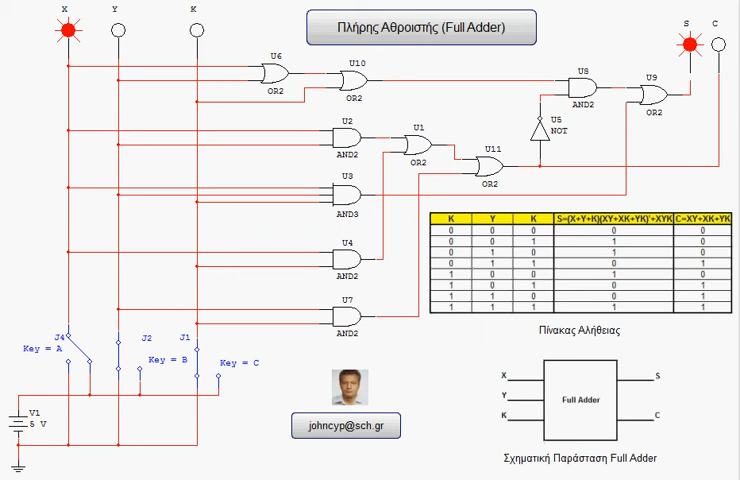 X Y K
Πλήρης Αθροιστής (Full Adder)
S C
U6
OR2
U10
OR2
U8
AND2
U9
OR2
U5
NOT
U2
AND2
U1
OR2
U11
OR2
U3
AND3
U4
AND2
U7
AND2
K Y K S=(X+Y+K)(XY+XK+YK)'+XYK C=XY+XK+YK
0 0 0 0 0
0 0 1 1 0
0 1 0 1 0
0 1 1 0 1
1 0 0 1 0
1 0 1 0 1
1 1 0 0 1
1 1 1 1 1
Πίνακας Αλήθειας
J4
Key = A
J2
Key = B
J1
Key = C
V1
5 V
johncyp@sch.gr
X
Y
K
Full Adder
S
C
Σχηματική Παράσταση Full Adder